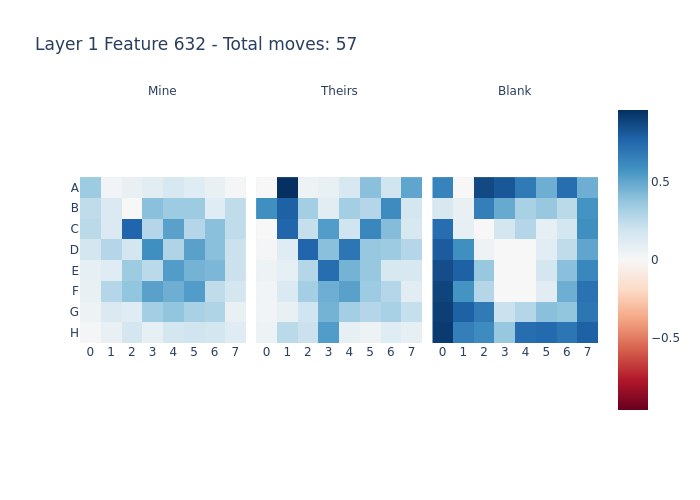 Layer 1 Feature 632 - Total moves: 57
Mine Theirs Blank
A
B
C
D
E
F
G
H
0 1 2 3 4 5 6 7 0 1 2 3 4 5 6 7 0 1 2 3 4 5 6 7
0.5
0
−0.5